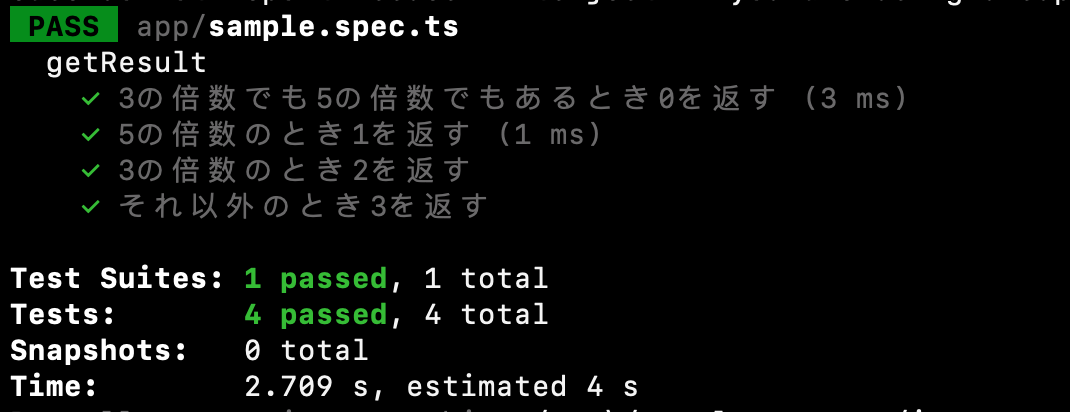 PASS app/sample.spec.ts
getResult
✓ 3の倍数でも5の倍数でもあるとき0を返す (3 ms)
✓ 5の倍数のとき1を返す (1 ms)
✓ 3の倍数のとき2を返す
✓ それ以外のとき3を返す
Test Suites: 1 passed, 1 total
Tests: 4 passed, 4 total
Snapshots: 0 total
Time: 2.709 s, estimated 4 s